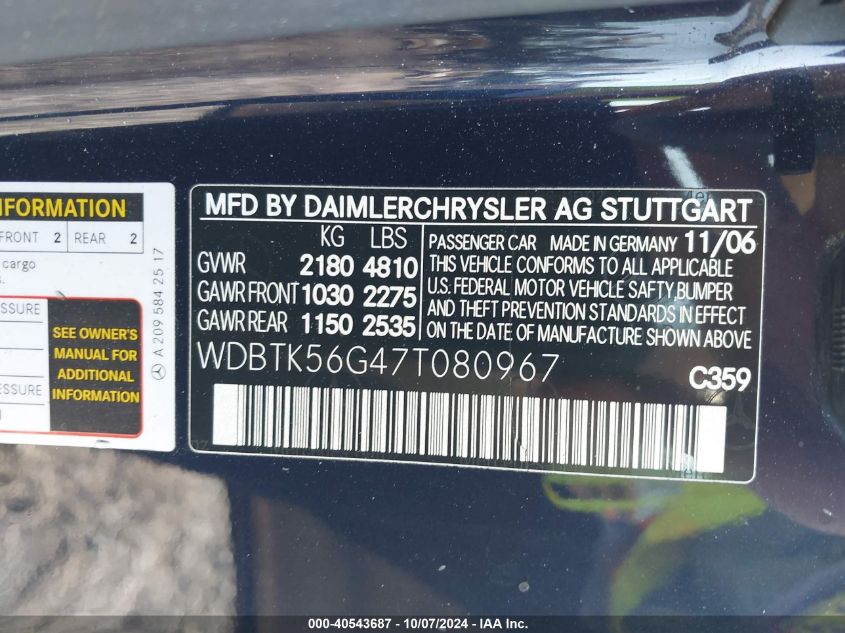 NFORMATION
FRONT 2 REAR 2
cargo
s.
ESSURE
SEE OWNER'S
MANUAL FOR
ADDITIONAL
INFORMATION
ESSURE
A 209 584 25 17
MFD BY DAIMLERCHRYSLER AG STUTTGART
KG LBS
GVWR 2180 4810
GAWR FRONT 1030 2275
GAWR REAR 1150 2535
PASSENGER CAR MADE IN GERMANY 11/06
THIS VEHICLE CONFORMS TO ALL APPLICABLE
U.S. FEDERAL MOTOR VEHICLE SAFTY,BUMPER
AND THEFT PREVENTION STANDARDS IN EFFECT
ON THE DATE OF MANUFACTURE SHOWN ABOVE
WDBTK56G47T080967
C359
000-40543687 - 10/07/2024 - IAA Inc.